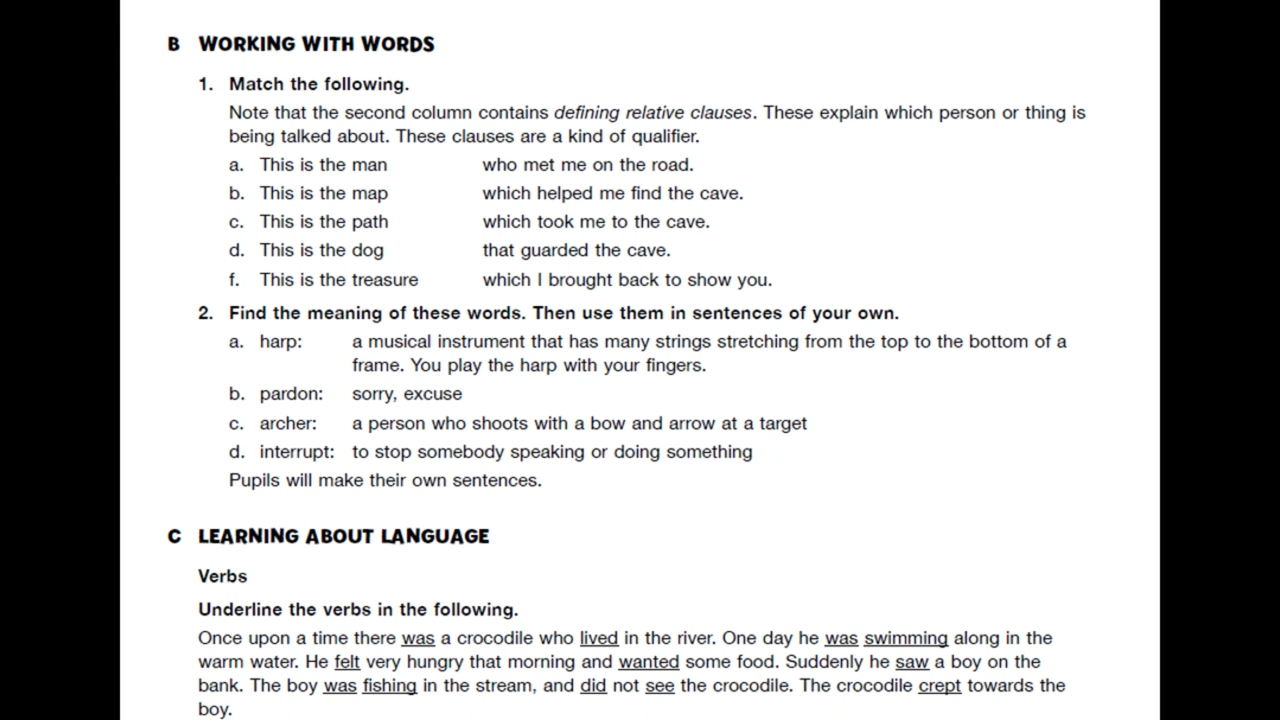 B WORKING WITH WORDS
1. Match the following.
Note that the second column contains defining relative clauses. These explain which person or thing is
being talked about. These clauses are a kind of qualifier.
a. This is the man who met me on the road.
b. This is the map which helped me find the cave.
c. This is the path which took me to the cave.
d. This is the dog that guarded the cave.
f. This is the treasure which I brought back to show you.
2. Find the meaning of these words. Then use them in sentences of your own.
a. harp: a musical instrument that has many strings stretching from the top to the bottom of a
frame. You play the harp with your fingers.
b. pardon: sorry, excuse
c. archer: a person who shoots with a bow and arrow at a target
d. interrupt: to stop somebody speaking or doing something
Pupils will make their own sentences.
C LEARNING ABOUT LANGUAGE
Verbs
Underline the verbs in the following.
Once upon a time there was a crocodile who lived in the river. One day he was swimming along in the
warm water. He felt very hungry that morning and wanted some food. Suddenly he saw a boy on the
bank. The boy was fishing in the stream, and did not see the crocodile. The crocodile crept towards the
boy.